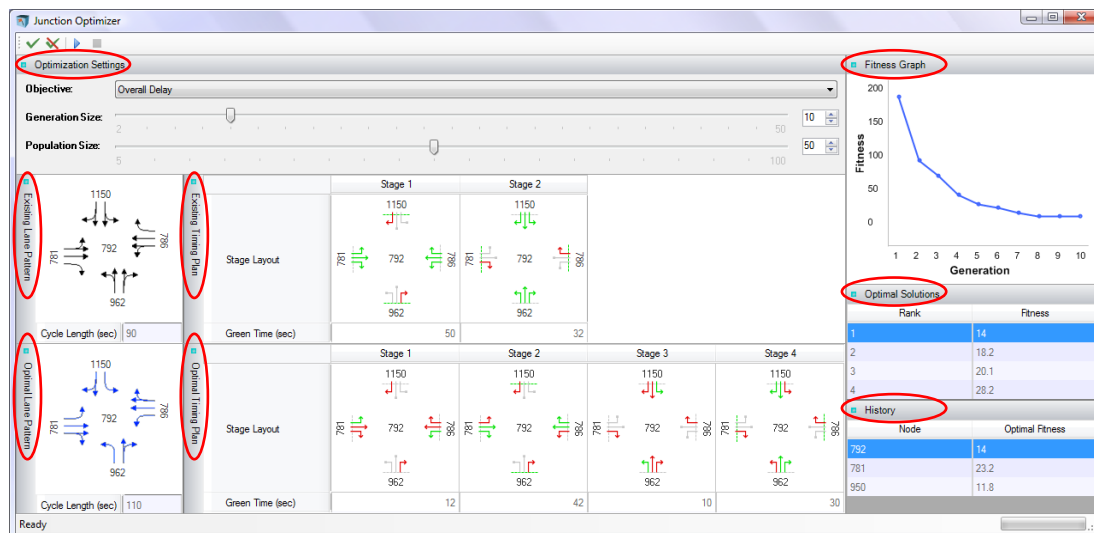 Junction Optimizer
Optimization Settings
Objective:
Overall Delay
Generation Size:
2
50
10
Population Size:
5
100
50
Existing Lane Pattern
1150
781
792
786
962
Cycle Length (sec)
90
Existing Timing Plan
Stage 1
Stage 2
Stage Layout
1150
781
792
786
962
1150
781
792
786
962
Green Time (sec)
50
32
Optimal Lane Pattern
1150
781
792
786
962
Cycle Length (sec)
110
Optimal Timing Plan
Stage 1
Stage 2
Stage 3
Stage 4
Stage Layout
1150
781
792
786
962
1150
781
792
786
962
1150
781
792
786
962
1150
781
792
786
962
Green Time (sec)
12
42
10
30
Fitness Graph
200
150
100
50
0
Fitness
1 2 3 4 5 6 7 8 9 10
Generation
Optimal Solutions
Rank Fitness
1 14
2 18.2
3 20.1
4 28.2
History
Node Optimal Fitness
792 14
781 23.2
950 11.8
Ready